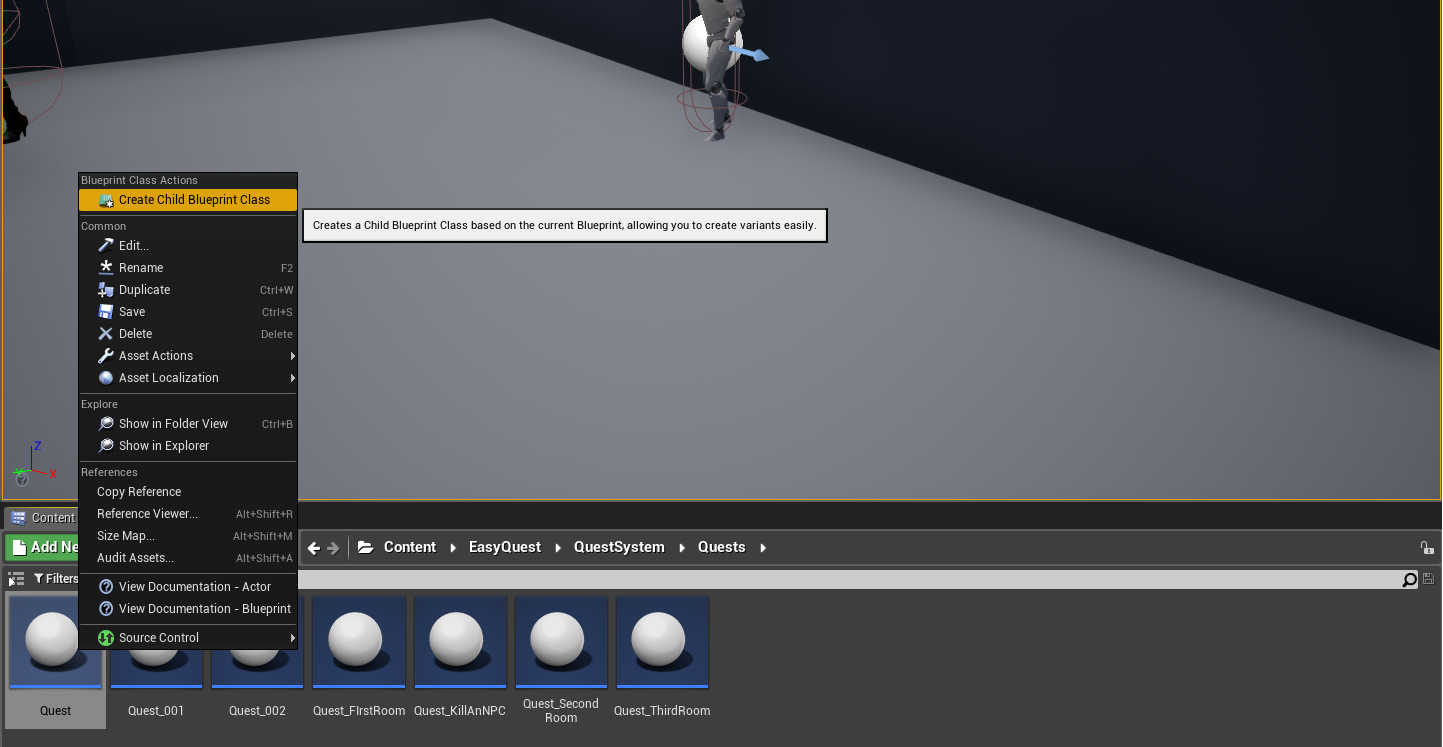 Blueprint Class Actions
Create Child Blueprint Class
Creates a Child Blueprint Class based on the current Blueprint, allowing you to create variants easily.
Common
Edit...
Rename F2
Duplicate Ctrl+W
Save Ctrl+S
Delete Delete
Asset Actions
Asset Localization
Explore
Show in Folder View Ctrl+B
Show in Explorer
References
Copy Reference
Reference Viewer... Alt+Shift+R
Size Map... Alt+Shift+M
Audit Assets... Alt+Shift+A
View Documentation - Actor
View Documentation - Blueprint
Source Control
Z
Y
X
Content
Add Ne
Content EasyQuest QuestSystem Quests
Filters
Quest
Quest_001
Quest_002
Quest_FIrstRoom
Quest_KillAnNPC
Quest_Second
Room
Quest_ThirdRoom